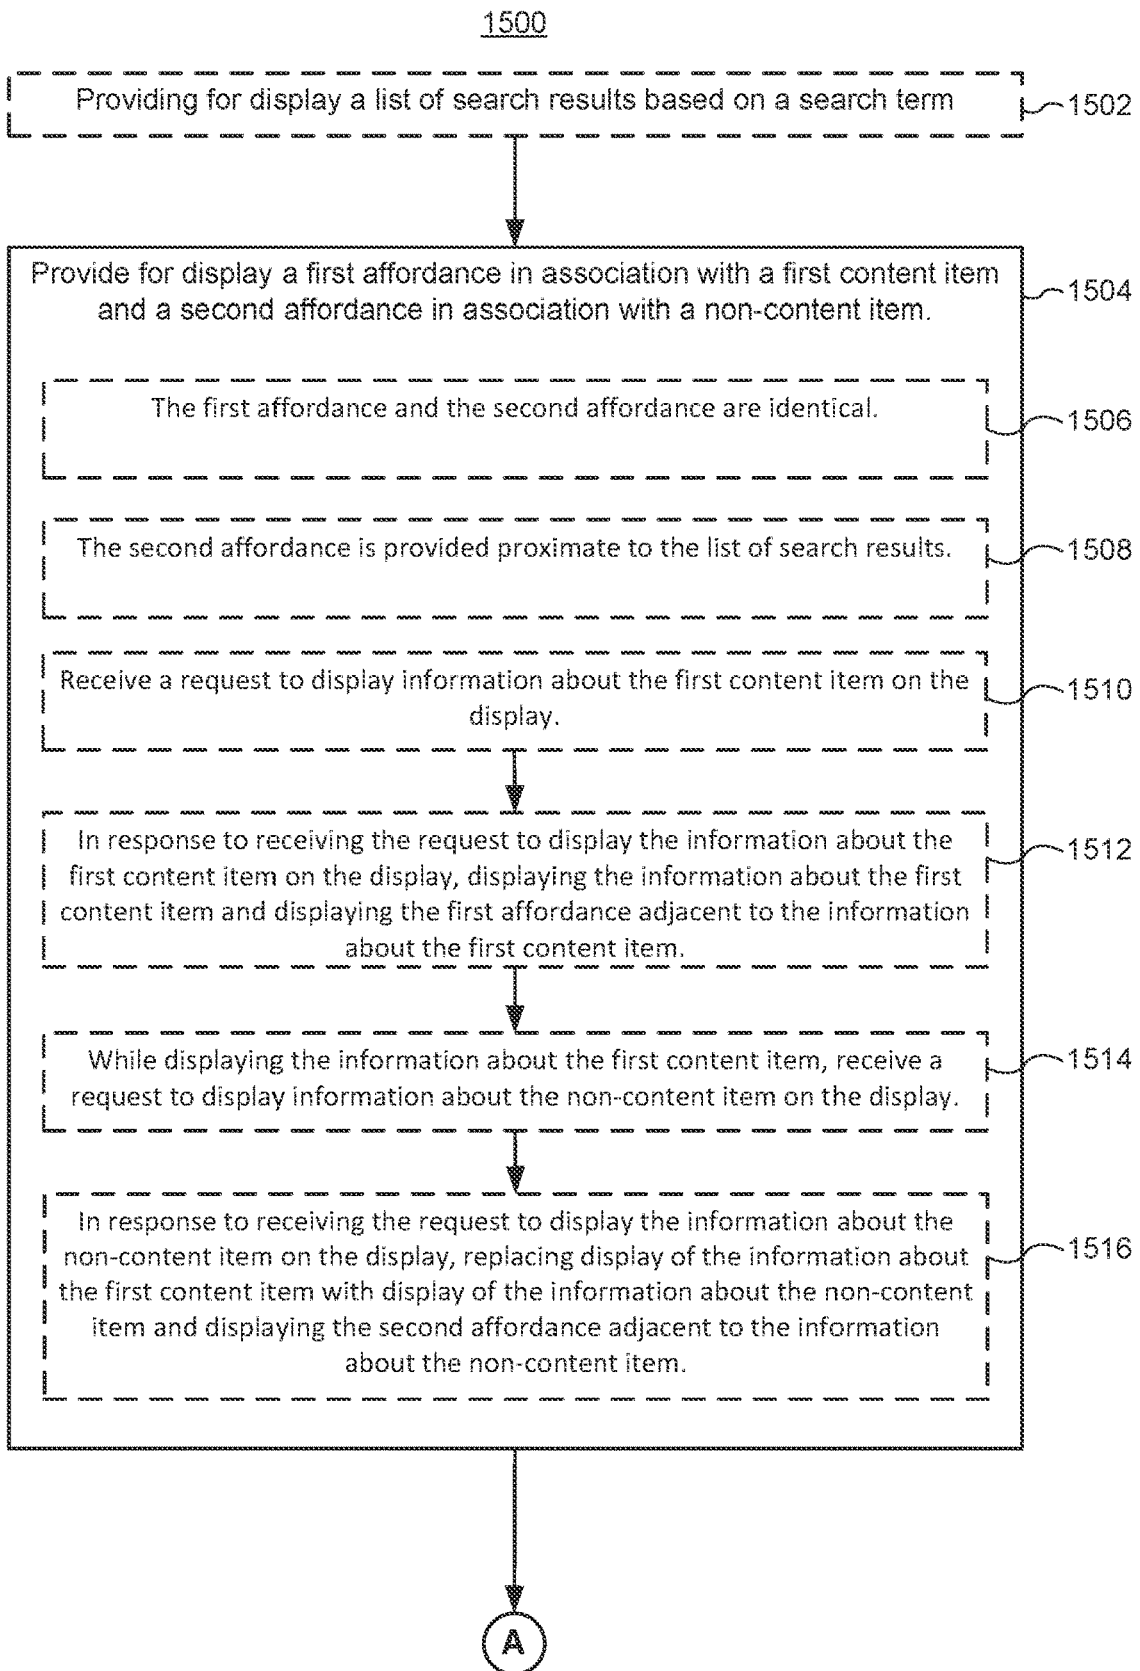 1500
Providing for display a list of search results based on a search term
1502
Provide for display a first affordance in association with a first content item
and a second affordance in association with a non-content item.
1504
The first affordance and the second affordance are identical.
1506
The second affordance is provided proximate to the list of search results.
1508
Receive a request to display information about the first content item on the
display.
1510
In response to receiving the request to display the information about the
first content item on the display, displaying the information about the first
content item and displaying the first affordance adjacent to the information
about the first content item.
1512
While displaying the information about the first content item, receive a
request to display information about the non-content item on the display.
1514
In response to receiving the request to display the information about the
non-content item on the display, replacing display of the information about
the first content item with display of the information about the non-content
item and displaying the second affordance adjacent to the information
about the non-content item.
1516
A